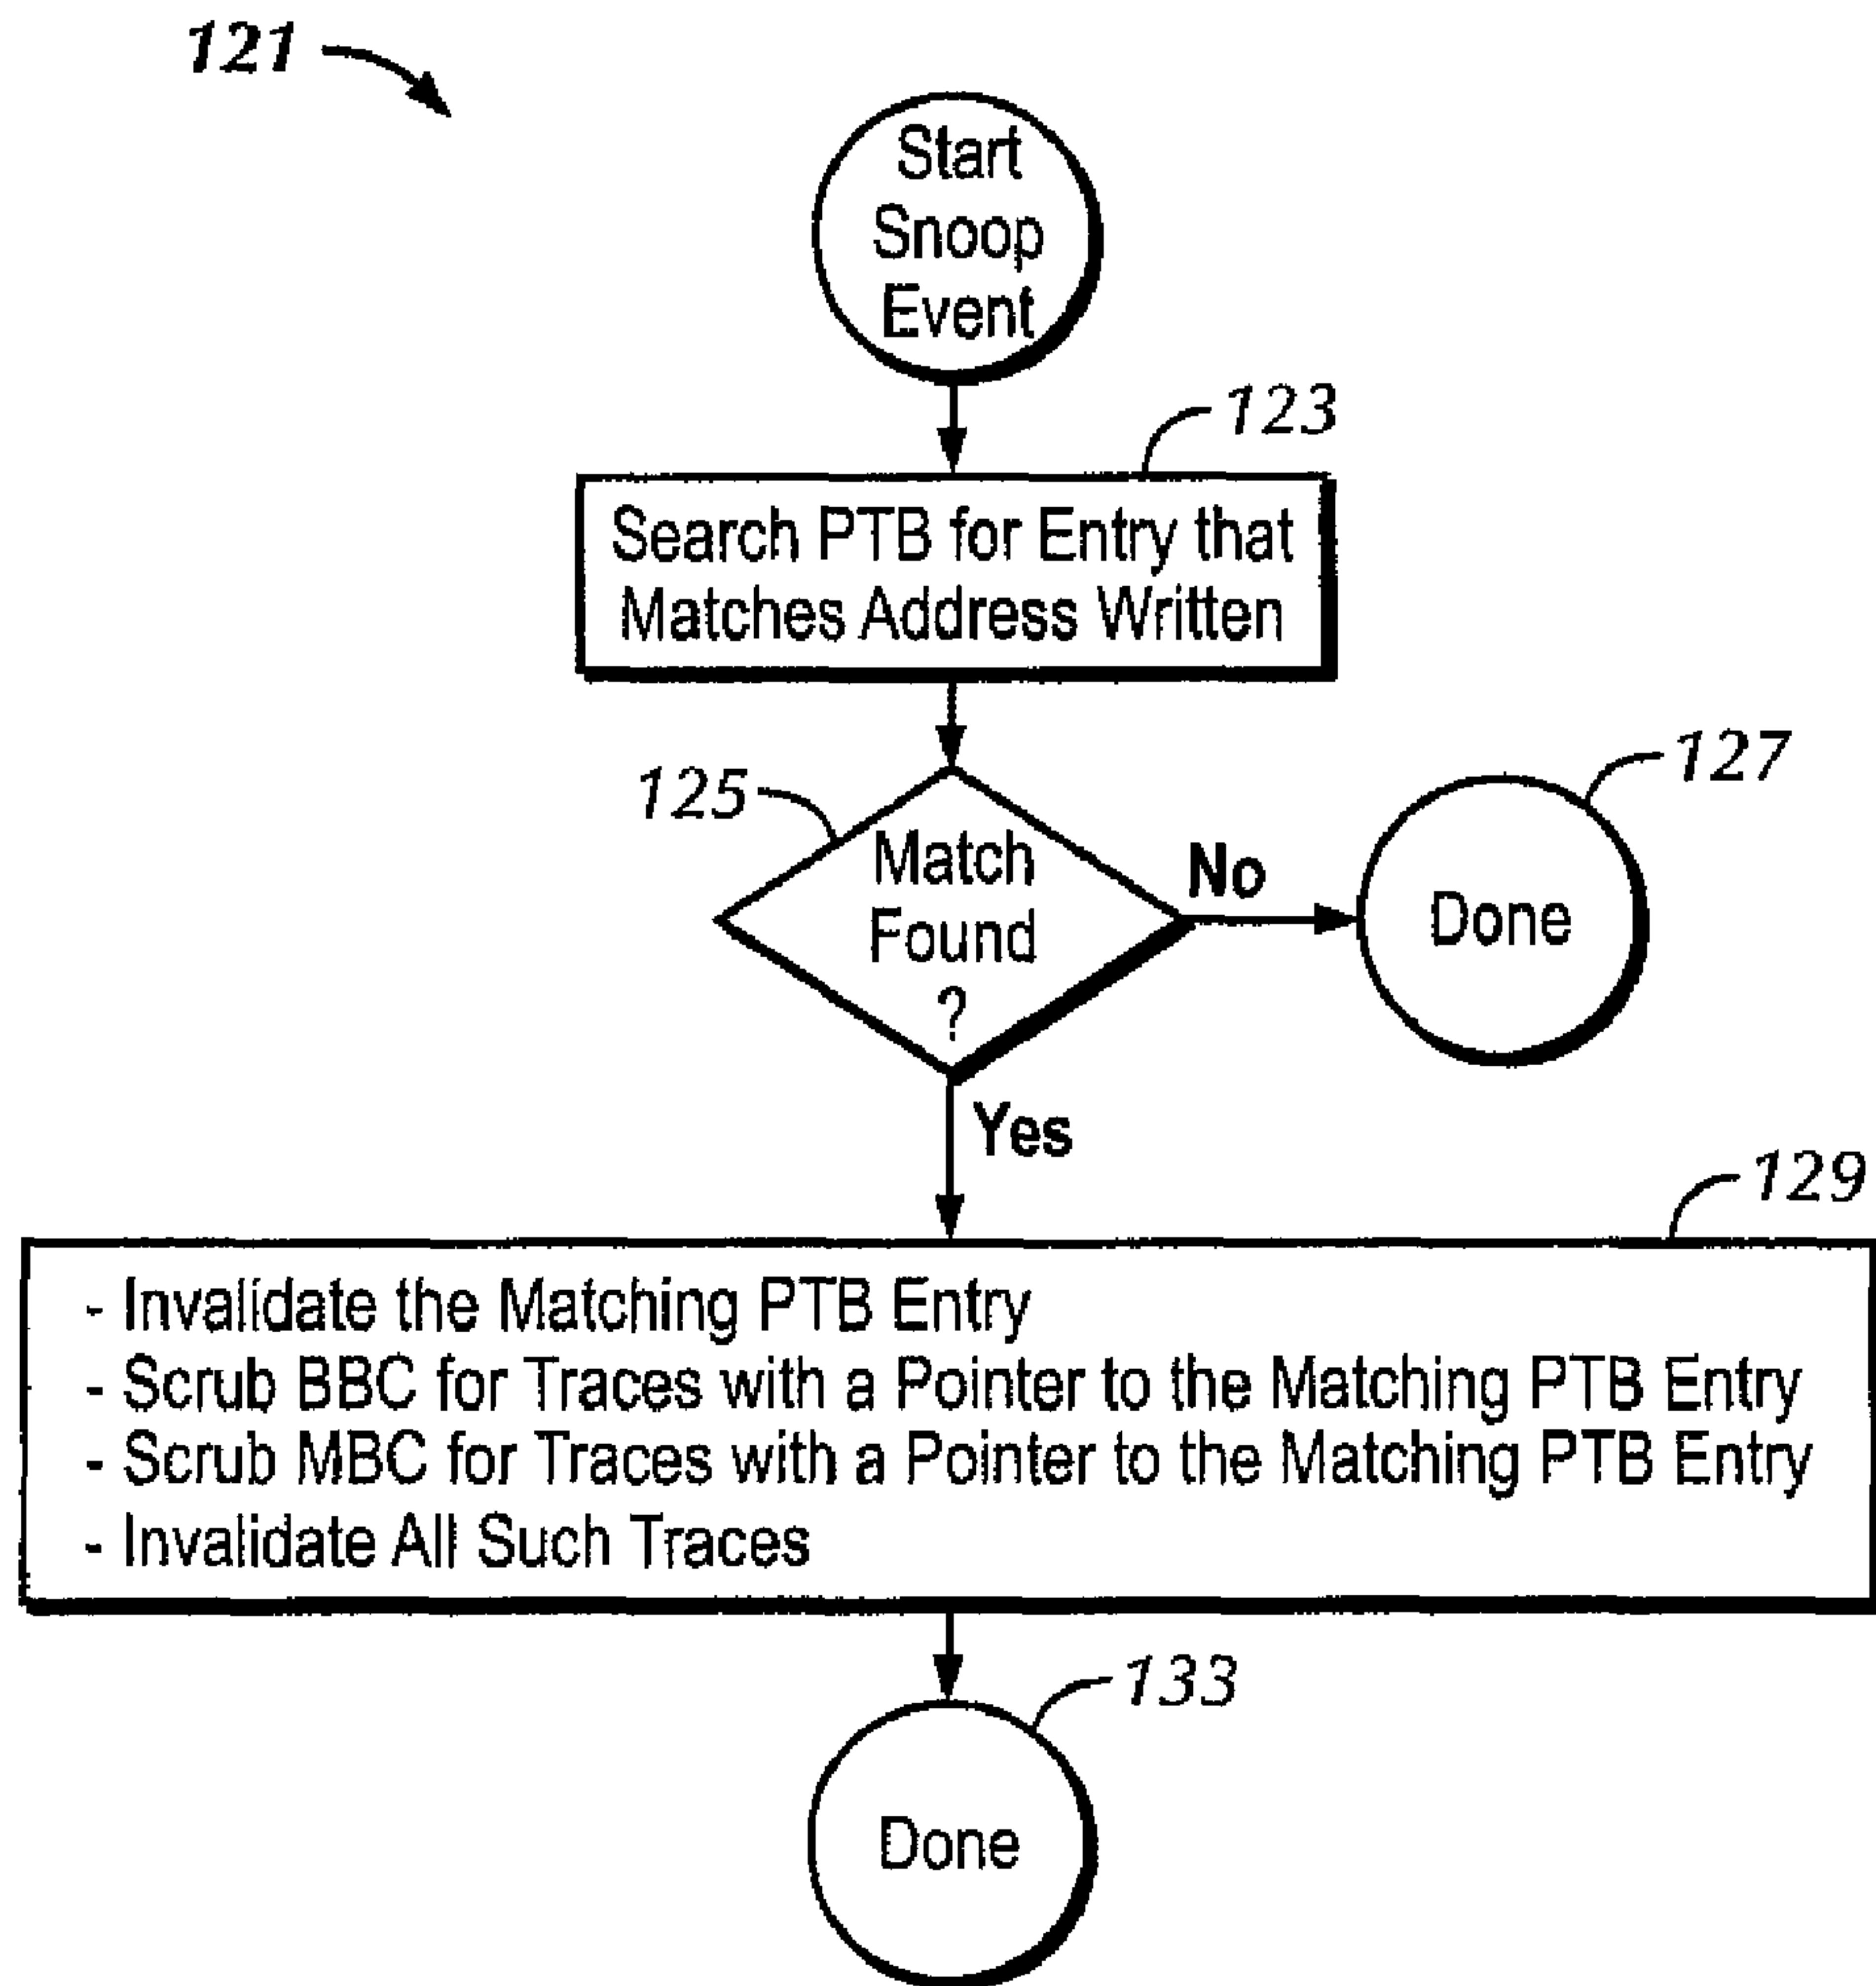 121
Start
Snoop
Event
123
Search PTB for Entry that
Matches Address Written
125
Match
Found
?
No
127
Done
Yes
129
- Invalidate the Matching PTB Entry
- Scrub BBC for Traces with a Pointer to the Matching PTB Entry
- Scrub MBC for Traces with a Pointer to the Matching PTB Entry
- Invalidate All Such Traces
133
Done